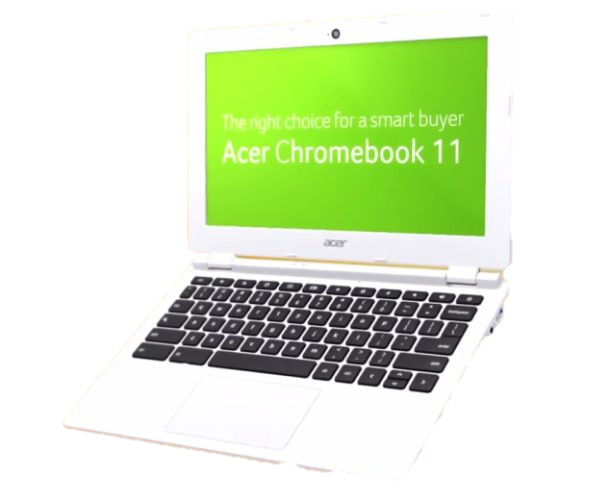 The right choice for a smart buyer
Acer Chromebook 11
acer